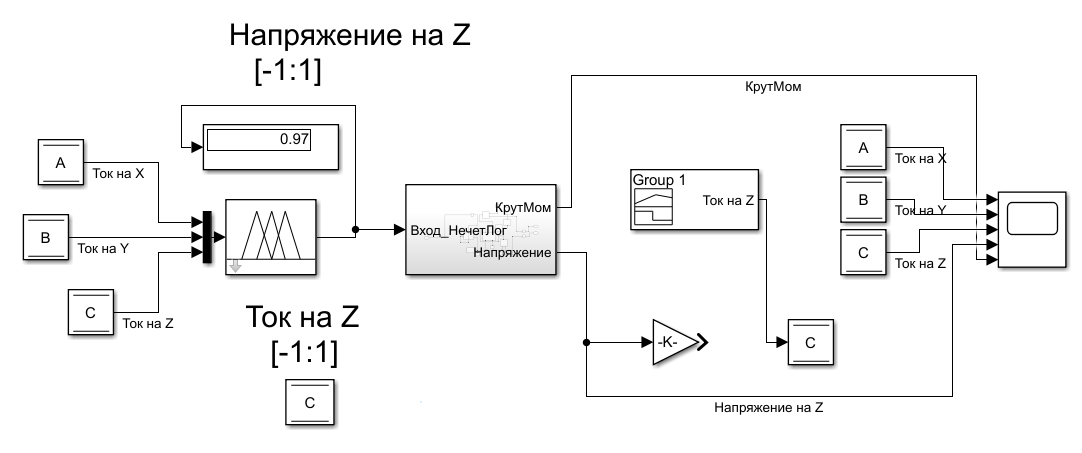 Напряжение на Z
[-1:1]
КрутМом
0.97
A
Ток на X
B
Ток на Y
C
Ток на Z
КрутМом
Вход_НечетЛог
Напряжение
Group 1
Ток на Z
A
Ток на X
B
Ток на Y
C
Ток на Z
Ток на Z
[-1:1]
C
-K-
C
Напряжение на Z